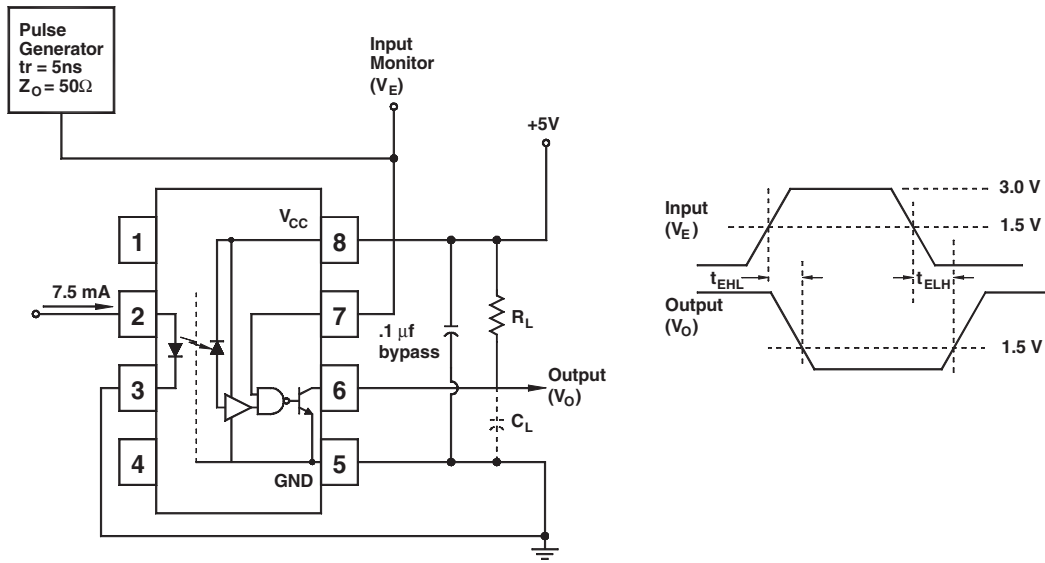 Pulse
Generator
tr = 5ns
ZO = 50Ω
Input
Monitor
(VE)
+5V
1
VCC
8
7.5 mA
2
7
.1 μf
bypass
RL
3
6
Output
(VO)
CL
4
GND
5
Input
(VE)
3.0 V
1.5 V
tEHL
tELH
Output
(VO)
1.5 V